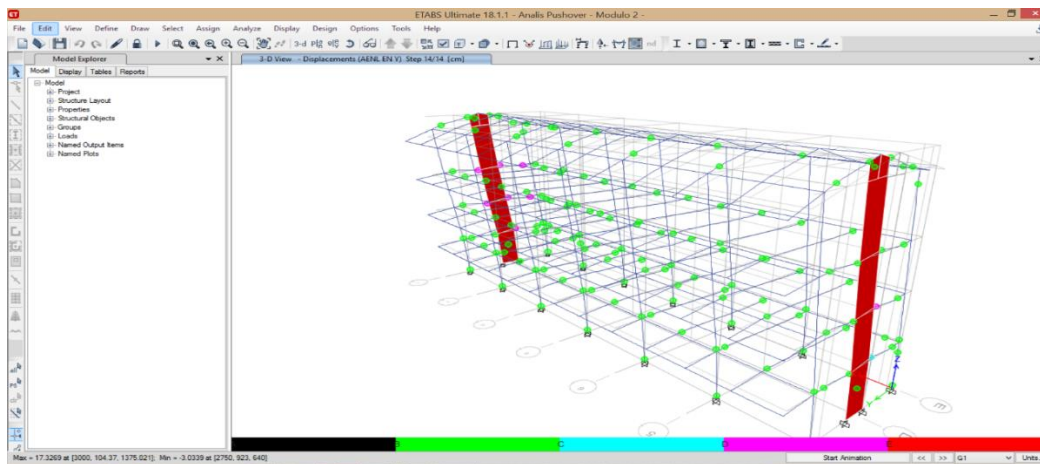 ETABS Ultimate 18.1.1 - Analis Pushover - Modulo 2 -
File Edit View Define Draw Select Assign Analyze Display Design Options Tools Help
3-d
Model Explorer
3-D View - Displacements (AENL EN Y) Step 14/14 [cm]
Model Display Tables Reports
Model
Project
Structure Layout
Properties
Structural Objects
Groups
Loads
Named Output Items
Named Plots
Z
Y
B C D E
Max = 17.3269 at [3000, 104.37, 1375.021]; Min = -3.0339 at [2750, 923, 640]
Start Animation << >> G1 Units...